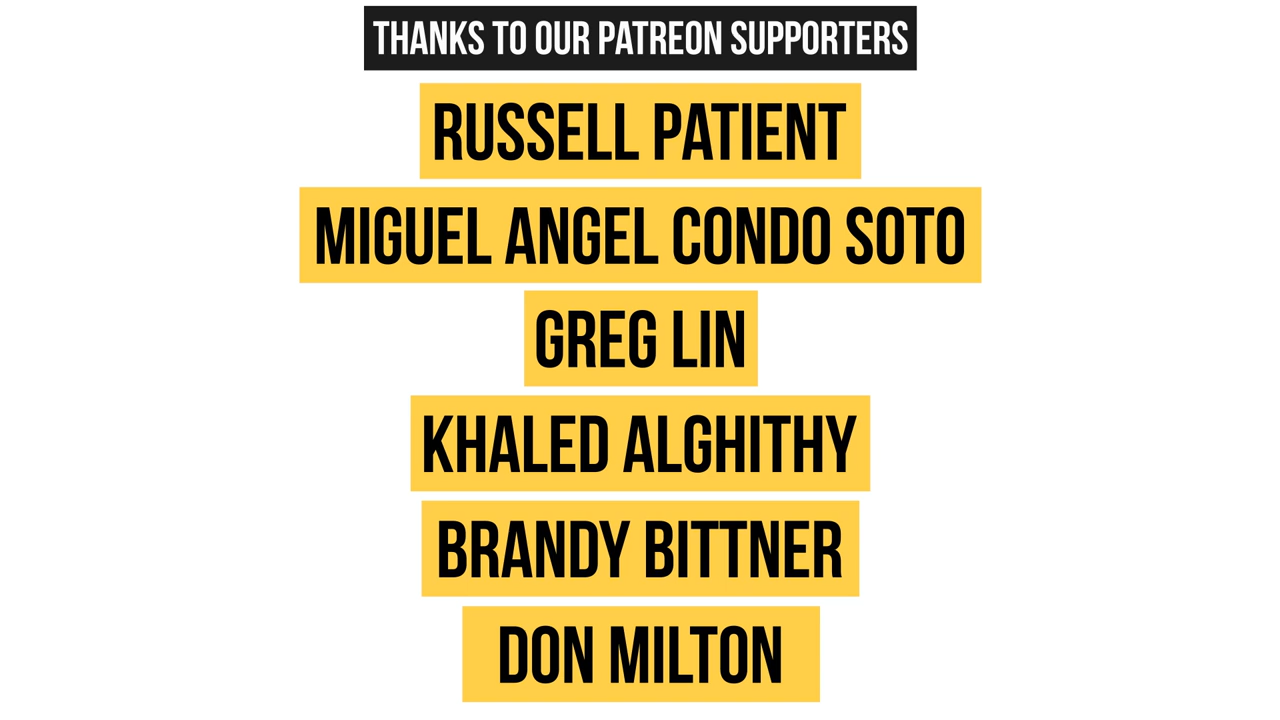 THANKS TO OUR PATREON SUPPORTERS
RUSSELL PATIENT
MIGUEL ANGEL CONDO SOTO
GREG LIN
KHALED ALGHITHY
BRANDY BITTNER
DON MILTON